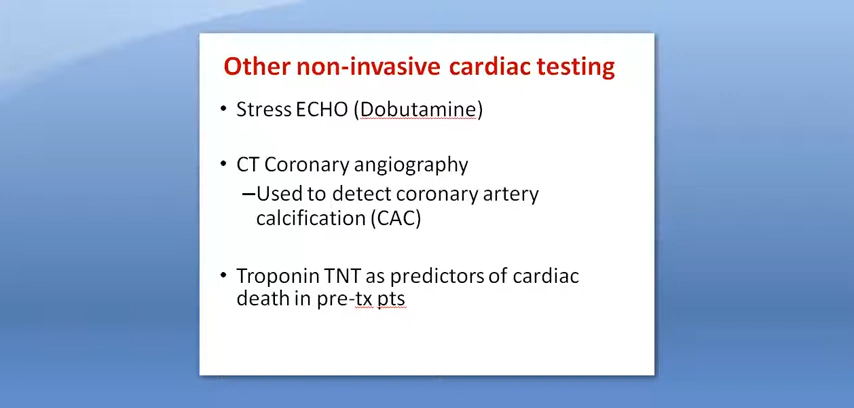 Other non-invasive cardiac testing
• Stress ECHO (Dobutamine)
• CT Coronary angiography
–Used to detect coronary artery
calcification (CAC)
• Troponin TNT as predictors of cardiac
death in pre-tx pts